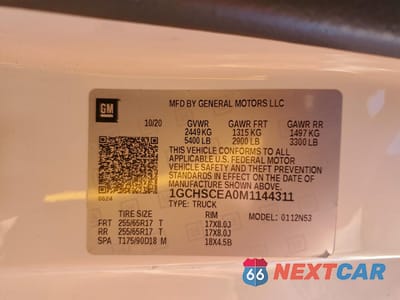 GM
MFD BY GENERAL MOTORS LLC
10/20 GVWR GAWR FRT GAWR RR
2449 KG 1315 KG 1497 KG
5400 LB 2900 LB 3300 LB
THIS VEHICLE CONFORMS TO ALL
APPLICABLE U.S. FEDERAL MOTOR
VEHICLE SAFETY AND THEFT PREVENTION
STANDARDS IN EFFECT ON THE DATE OF
MANUFACTURE SHOWN ABOVE.
1GCHSCEA0M1144311
0624
TYPE: TRUCK
TIRE SIZE RIM MODEL: 0112N53
FRT 255/65R17 T 17X8.0J
RR 255/65R17 T 17X8.0J
SPA T175/90D18 M 18X4.5B
66 NEXTCAR